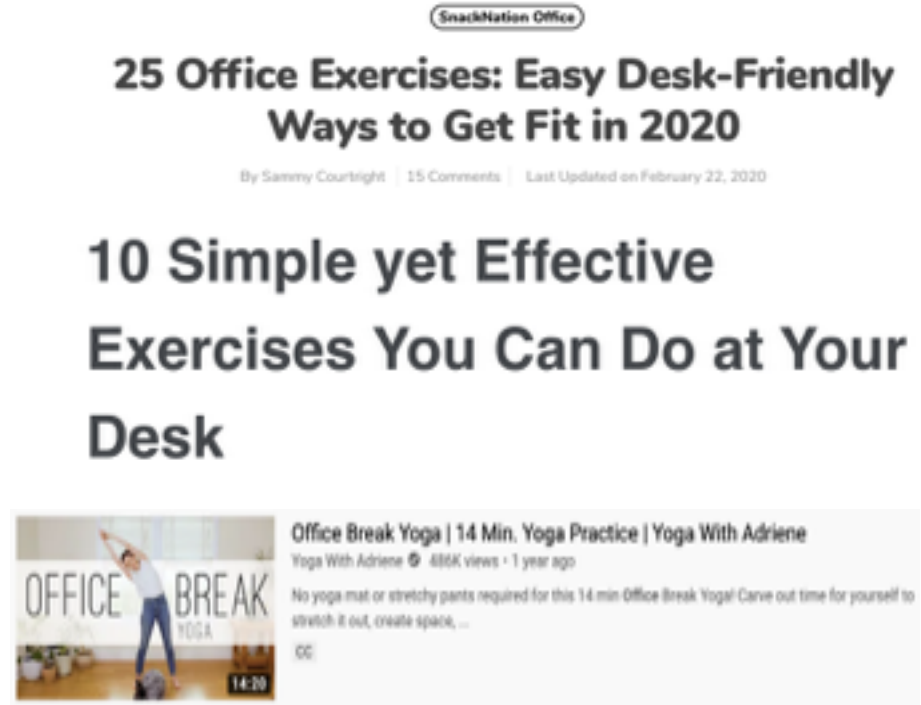 SnackNation Office
25 Office Exercises: Easy Desk-Friendly
Ways to Get Fit in 2020
By Sammy Courtright | 15 Comments | Last Updated on February 22, 2020
10 Simple yet Effective
Exercises You Can Do at Your
Desk
Office Break Yoga | 14 Min. Yoga Practice | Yoga With Adriene
Yoga With Adriene 486K views • 1 year ago
No yoga mat or stretchy pants required for this 14 min Office Break Yoga! Carve out time for yourself to
stretch it out, create space, ...
CC
OFFICE BREAK
YOGA
14:20